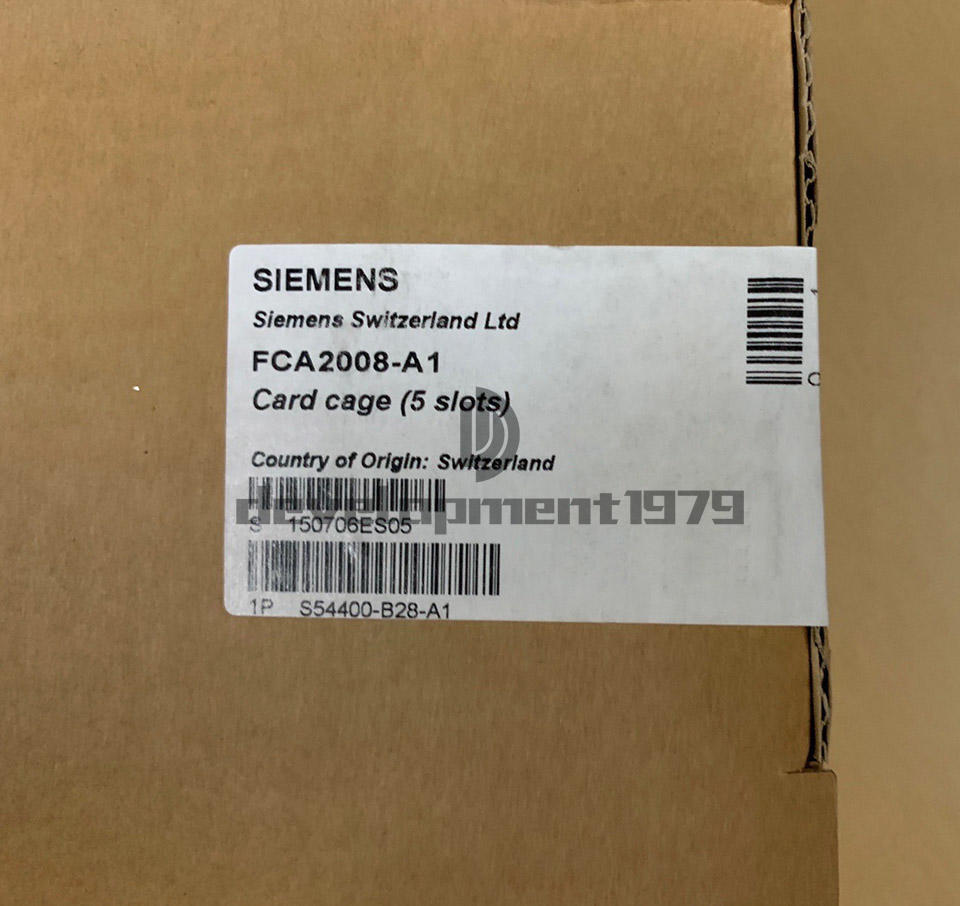 SIEMENS
Siemens Switzerland Ltd
FCA2008-A1
Card cage (5 slots)
Country of Origin: Switzerland
development1979
S 150706ES05
1P S54400-B28-A1